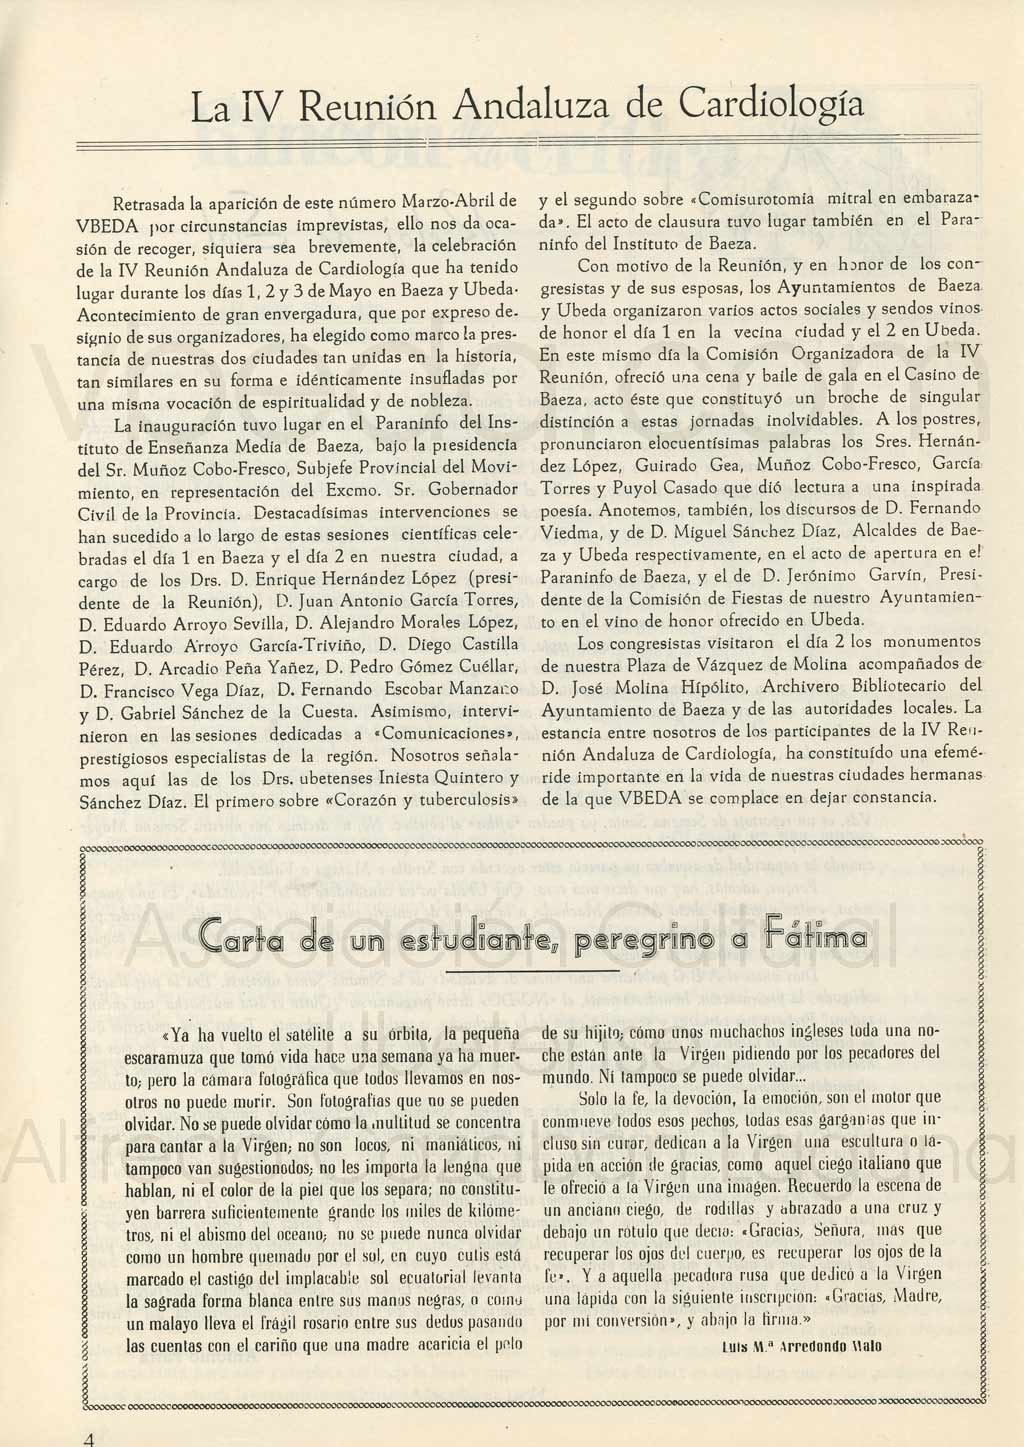 La IV Reunión Andaluza de Cardiología
Retrasada la aparición de este número Marzo-Abril de
VBEDA por circunstancias imprevistas, ello nos da oca-
sión de recoger, siquiera sea brevemente, la celebración
de la IV Reunión Andaluza de Cardiología que ha tenido
lugar durante los días 1, 2 y 3 de Mayo en Baeza y Ubeda.
Acontecimiento de gran envergadura, que por expreso de-
signio de sus organizadores, ha elegido como marco la pres-
tancia de nuestras dos ciudades tan unidas en la historia,
tan similares en su forma e idénticamente insufladas por
una misma vocación de espiritualidad y de nobleza.
La inauguración tuvo lugar en el Paraninfo del Ins-
tituto de Enseñanza Media de Baeza, bajo la presidencia
del Sr. Muñoz Cobo-Fresco, Subjefe Provincial del Movi-
miento, en representación del Excmo. Sr. Gobernador
Civil de la Provincia. Destacadísimas intervenciones se
han sucedido a lo largo de estas sesiones científicas cele-
bradas el día 1 en Baeza y el día 2 en nuestra ciudad, a
cargo de los Drs. D. Enrique Hernández López (presi-
dente de la Reunión), D. Juan Antonio García Torres,
D. Eduardo Arroyo Sevilla, D. Alejandro Morales López,
D. Eduardo Arroyo García-Triviño, D. Diego Castilla
Pérez, D. Arcadio Peña Yañez, D. Pedro Gómez Cuéllar,
D. Francisco Vega Díaz, D. Fernando Escobar Manzano
y D. Gabriel Sánchez de la Cuesta. Asimismo, intervi-
nieron en las sesiones dedicadas a «Comunicaciones»,
prestigiosos especialistas de la región. Nosotros señala-
mos aquí las de los Drs. ubetenses Iniesta Quintero y
Sánchez Díaz. El primero sobre «Corazón y tuberculosis»
y el segundo sobre «Comisurotomía mitral en embaraza-
da». El acto de clausura tuvo lugar también en el Para-
ninfo del Instituto de Baeza.
Con motivo de la Reunión, y en honor de los con-
gresistas y de sus esposas, los Ayuntamientos de Baeza
y Ubeda organizaron varios actos sociales y sendos vinos
de honor el día 1 en la vecina ciudad y el 2 en Ubeda.
En este mismo día la Comisión Organizadora de la IV
Reunión, ofreció una cena y baile de gala en el Casino de
Baeza, acto éste que constituyó un broche de singular
distinción a estas jornadas inolvidables. A los postres,
pronunciaron elocuentísimas palabras los Sres. Hernán-
dez López, Guirado Gea, Muñoz Cobo-Fresco, García
Torres y Puyol Casado que dió lectura a una inspirada
poesía. Anotemos, también, los discursos de D. Fernando
Viedma, y de D. Miguel Sánchez Díaz, Alcaldes de Bae-
za y Ubeda respectivamente, en el acto de apertura en el
Paraninfo de Baeza, y el de D. Jerónimo Garvín, Presi-
dente de la Comisión de Fiestas de nuestro Ayuntamien-
to en el vino de honor ofrecido en Ubeda.
Los congresistas visitaron el día 2 los monumentos
de nuestra Plaza de Vázquez de Molina acompañados de
D. José Molina Hípólito, Archivero Bibliotecario del
Ayuntamiento de Baeza y de las autoridades locales. La
estancia entre nosotros de los participantes de la IV Reu-
nión Andaluza de Cardiología, ha constituído una efemé-
ride importante en la vida de nuestras ciudades hermanas
de la que VBEDA se complace en dejar constancia.
Carta de un estudiante, peregrino a Fátima
«Ya ha vuelto el satélite a su órbita, la pequeña
escaramuza que tomó vida hace una semana ya ha muer-
to; pero la cámara fotográfica que todos llevamos en nos-
otros no puede morir. Son fotografías que no se pueden
olvidar. No se puede olvidar cómo la multitud se concentra
para cantar a la Virgen; no son locos, ni maniáticos, ni
tampoco van sugestionodos; no les importa la lengna que
hablan, ni el color de la piel que los separa; no constitu-
yen barrera suficientemente grande los miles de kilóme-
tros, ni el abismo del oceano; no se puede nunca olvidar
como un hombre quemado por el sol, en cuyo cutis está
marcado el castigo del implacable sol ecuatorial levanta
la sagrada forma blanca entre sus manos negras, o como
un malayo lleva el frágil rosario entre sus dedos pasando
las cuentas con el cariño que una madre acaricia el pelo
de su hijito; cómo unos muchachos ingleses toda una no-
che están ante la Virgen pidiendo por los pecadores del
mundo. Ni tampoco se puede olvidar...
Solo la fe, la devoción, la emoción, son el motor que
conmueve todos esos pechos, todas esas gargantas que in-
cluso sin curar, dedican a la Virgen una escultura o lá-
pida en acción de gracias, como aquel ciego italiano que
le ofreció a la Virgen una imagen. Recuerdo la escena de
un anciano ciego, de rodillas y abrazado a una cruz y
debajo un rótulo que decía: «Gracias, Señora, más que
recuperar los ojos del cuerpo, es recuperar los ojos de la
fe». Y a aquella pecadora rusa que dedicó a la Virgen
una lápida con la siguiente inscripción: «Gracias, Madre,
por mi conversión», y abajo la firma.»
Luis M.ª Arredondo Malo
4
Asociación Cultural
Ubetense
Alfredo Cazabán Laguna